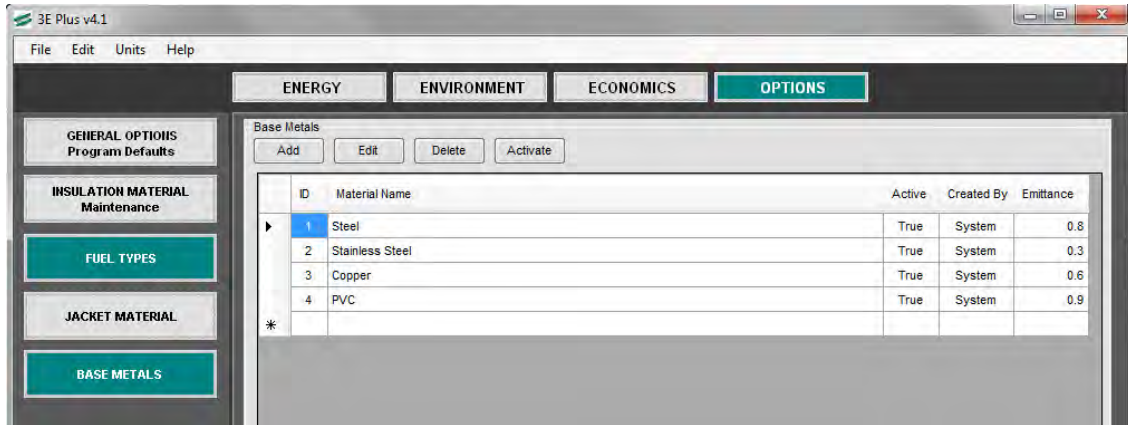 3E Plus v4.1
File Edit Units Help
ENERGY ENVIRONMENT ECONOMICS OPTIONS
GENERAL OPTIONS
Program Defaults
INSULATION MATERIAL
Maintenance
FUEL TYPES
JACKET MATERIAL
BASE METALS
Base Metals
Add Edit Delete Activate
ID Material Name Active Created By Emittance
1 Steel True System 0.8
2 Stainless Steel True System 0.3
3 Copper True System 0.6
4 PVC True System 0.9